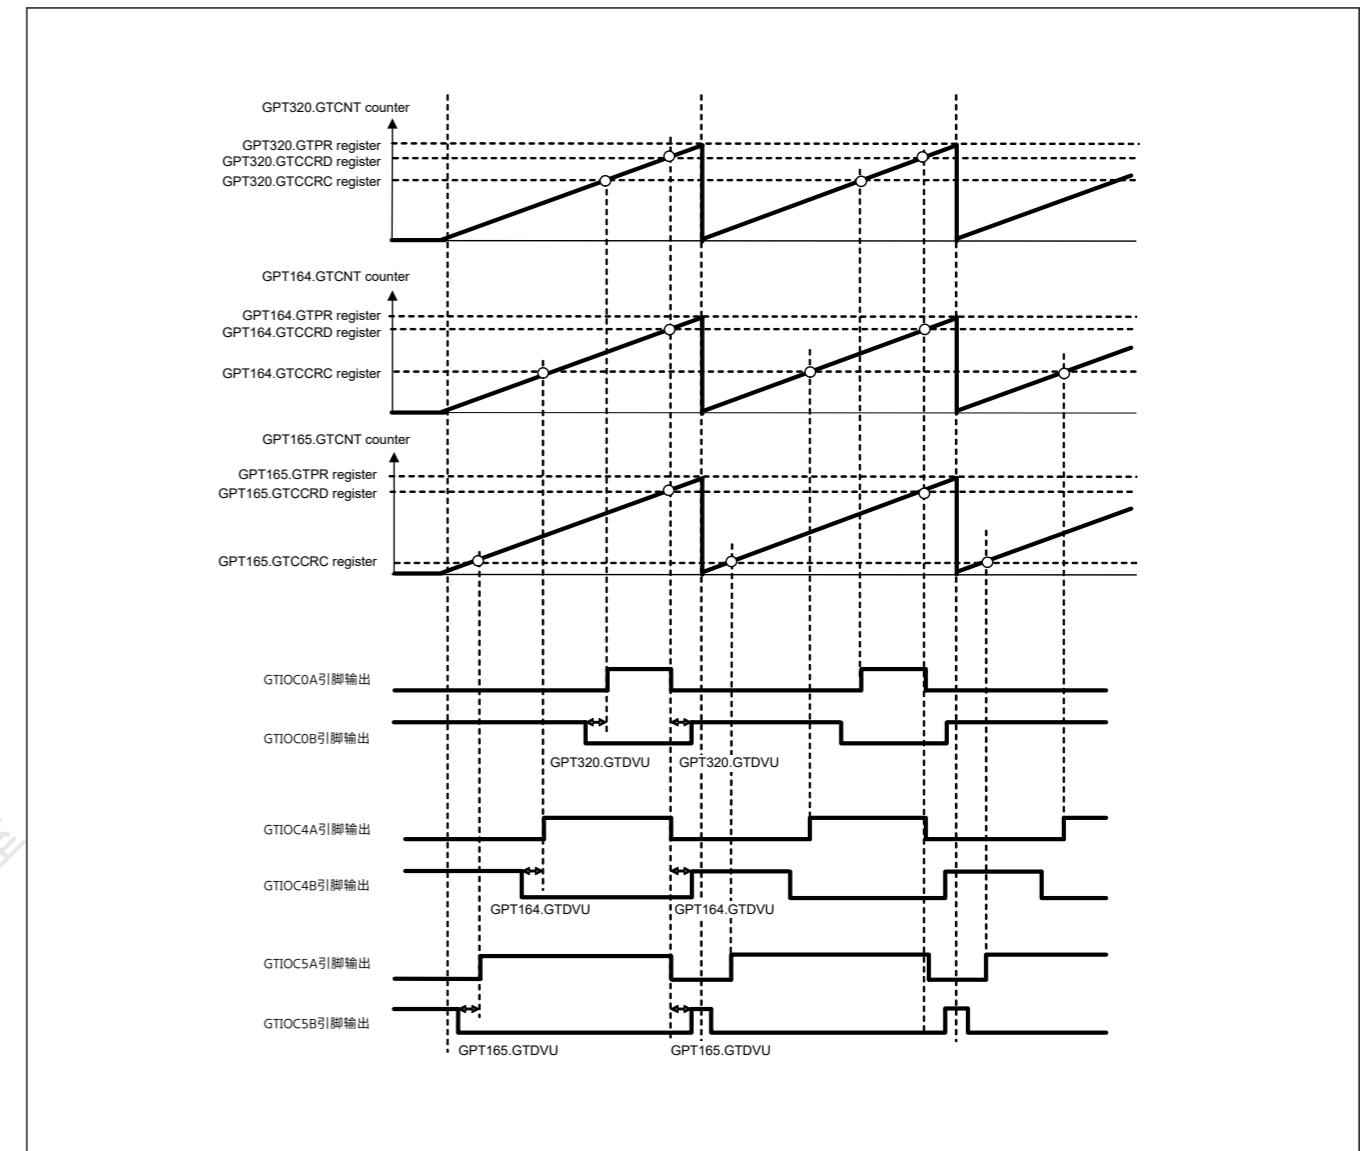 GPT320.GTCNT counter
GPT320.GTPR register
GPT320.GTCCRD register
GPT320.GTCCRC register
GPT164.GTCNT counter
GPT164.GTPR register
GPT164.GTCCRD register
GPT164.GTCCRC register
GPT165.GTCNT counter
GPT165.GTPR register
GPT165.GTCCRD register
GPT165.GTCCRC register
GTIOC0A引脚输出
GTIOC0B引脚输出
GPT320.GTDVU GPT320.GTDVU
GTIOC4A引脚输出
GTIOC4B引脚输出
GPT164.GTDVU GPT164.GTDVU
GTIOC5A引脚输出
GTIOC5B引脚输出
GPT165.GTDVU GPT165.GTDVU